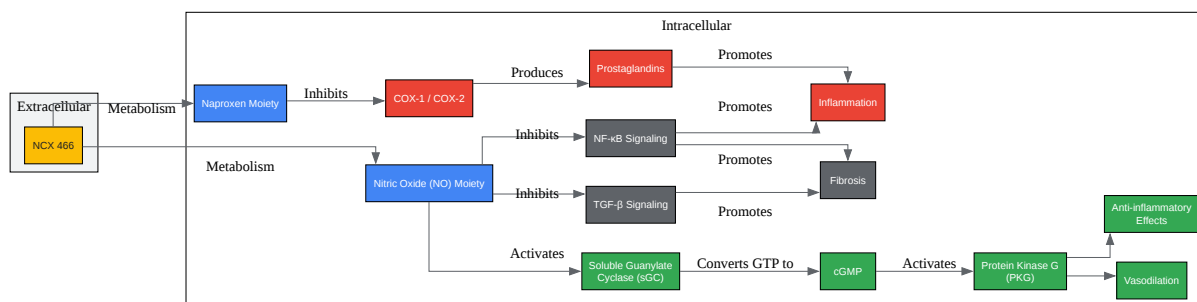 Intracellular
Extracellular
NCX 466
Metabolism
Metabolism
Naproxen Moiety
Inhibits
COX-1 / COX-2
Produces
Prostaglandins
Promotes
Inflammation
Nitric Oxide (NO) Moiety
Inhibits
NF-κB Signaling
Promotes
Promotes
Fibrosis
Inhibits
TGF-β Signaling
Promotes
Activates
Soluble Guanylate
Cyclase (sGC)
Converts GTP to
cGMP
Activates
Protein Kinase G
(PKG)
Anti-inflammatory
Effects
Vasodilation